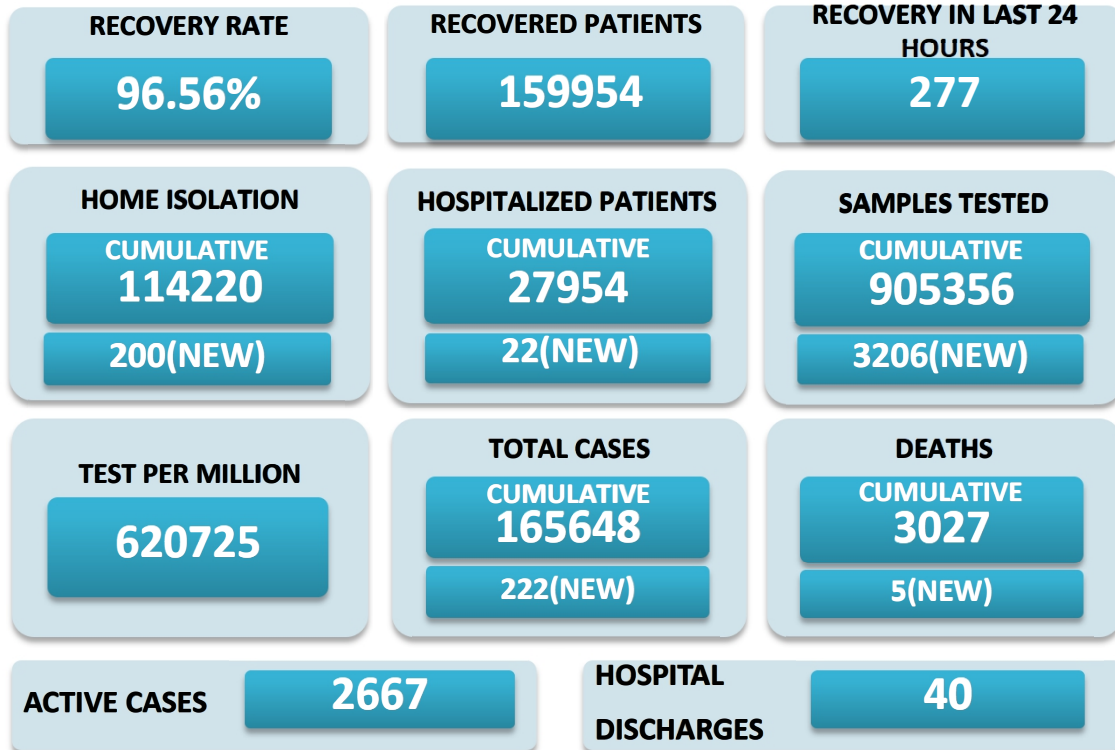 RECOVERY RATE
96.56%
RECOVERED PATIENTS
159954
RECOVERY IN LAST 24
HOURS
277
HOME ISOLATION
CUMULATIVE
114220
200(NEW)
HOSPITALIZED PATIENTS
CUMULATIVE
27954
22(NEW)
SAMPLES TESTED
CUMULATIVE
905356
3206(NEW)
TEST PER MILLION
620725
TOTAL CASES
CUMULATIVE
165648
222(NEW)
DEATHS
CUMULATIVE
3027
5(NEW)
ACTIVE CASES
2667
HOSPITAL
DISCHARGES
40